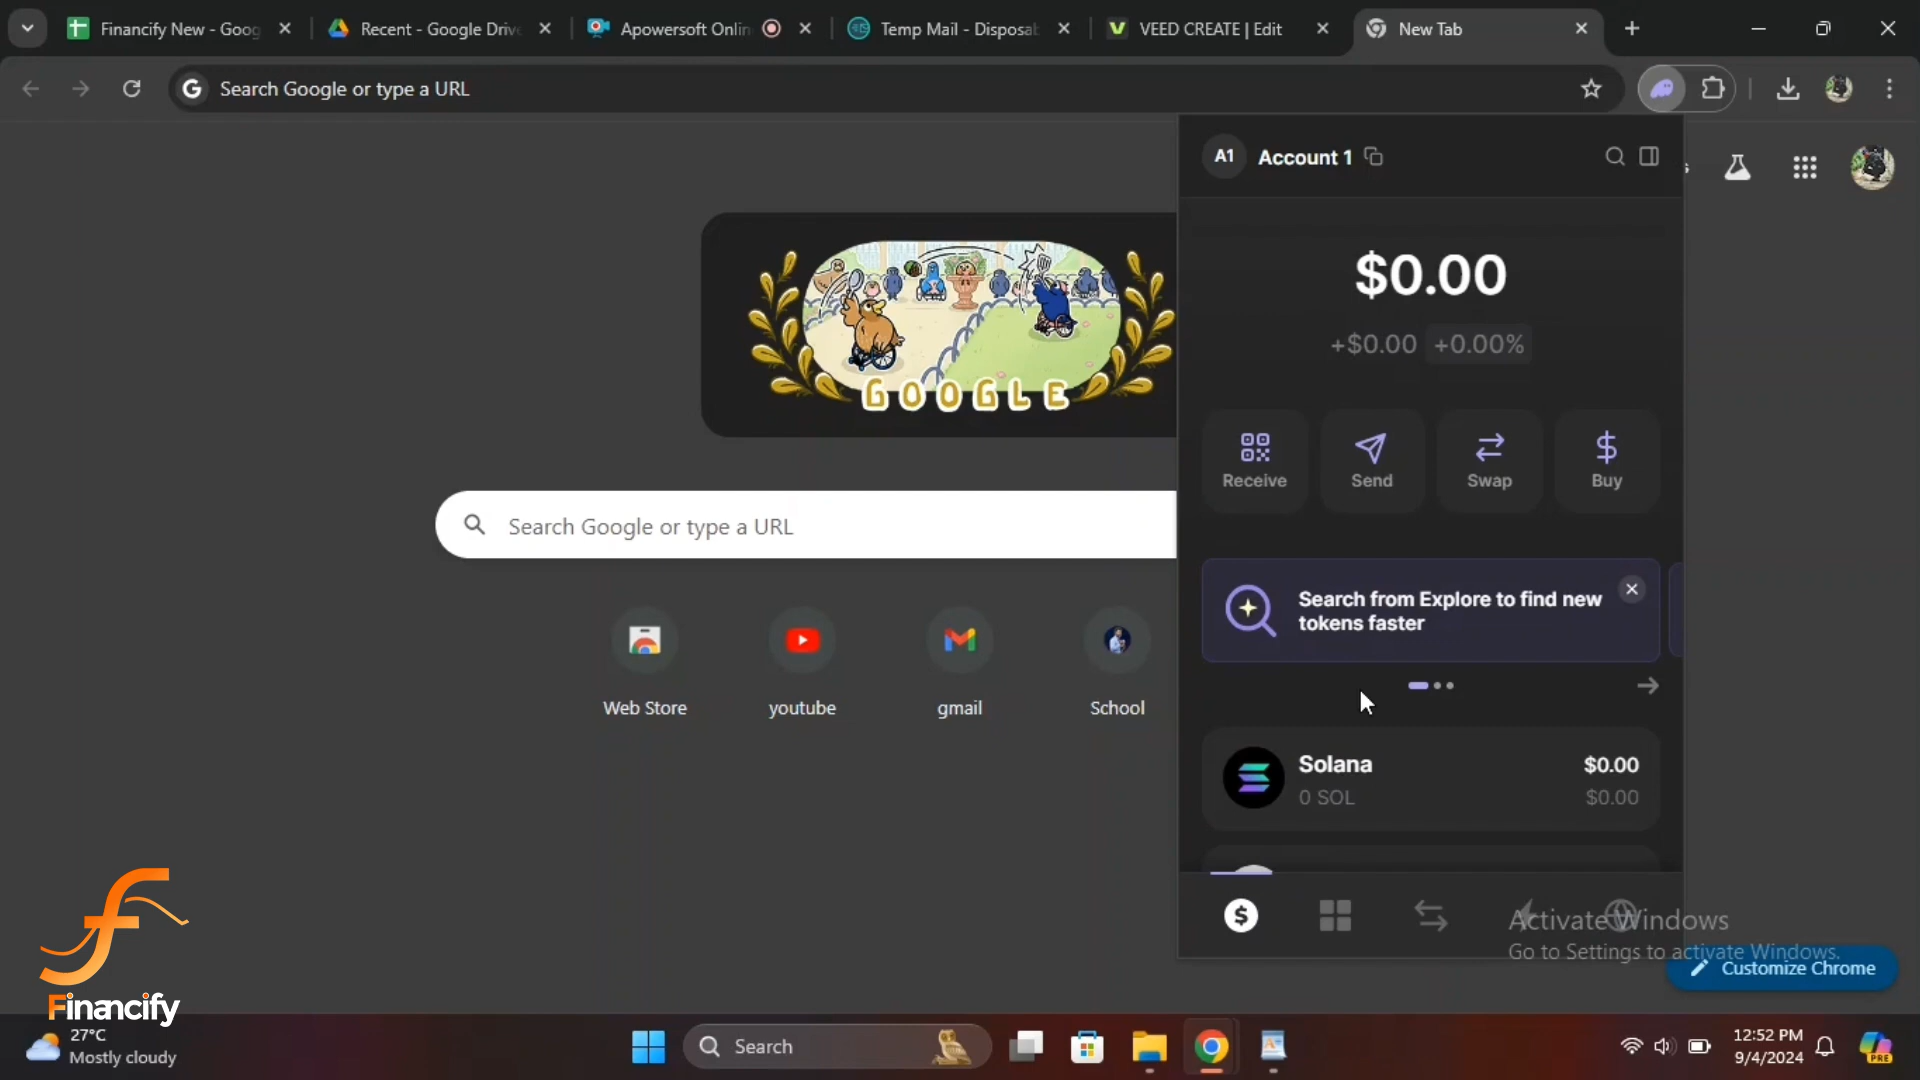 Financify New - Goog
Recent - Google Drive
Apowersoft Onlin
Temp Mail - Disposab
VEED CREATE | Edit
New Tab
Search Google or type a URL
A1
Account 1
$0.00
+$0.00 +0.00%
GOOGLE
Receive
Send
Swap
Buy
Search Google or type a URL
Search from Explore to find new
tokens faster
Web Store
youtube
gmail
School
Solana
$0.00
0 SOL
$0.00
Activate Windows
Go to Settings to activate Windows.
Customize Chrome
Financify
27°C
Mostly cloudy
Search
12:52 PM
9/4/2024
PRE